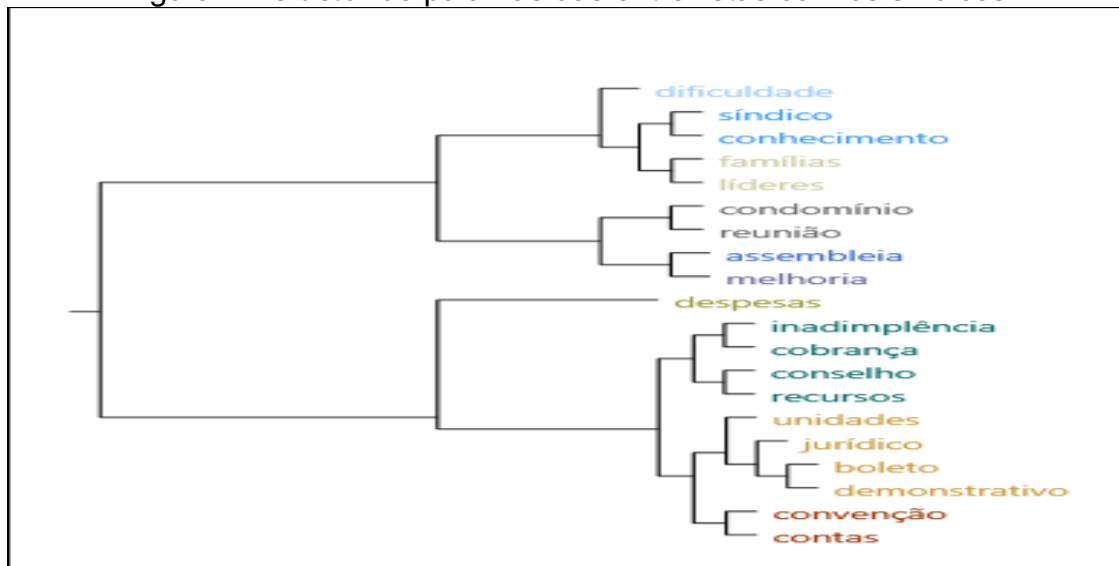 dificuldade
síndico
conhecimento
famílias
líderes
condomínio
reunião
assembleia
melhoria
despesas
inadimplência
cobrança
conselho
recursos
unidades
jurídico
boleto
demonstrativo
convenção
contas